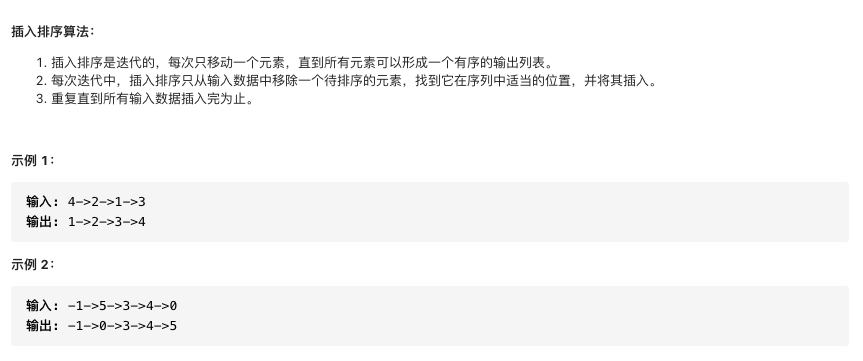 插入排序算法：
1. 插入排序是迭代的，每次只移动一个元素，直到所有元素可以形成一个有序的输出列表。
2. 每次迭代中，插入排序只从输入数据中移除一个待排序的元素，找到它在序列中适当的位置，并将其插入。
3. 重复直到所有输入数据插入完为止。
示例 1：
输入: 4->2->1->3
输出: 1->2->3->4
示例 2：
输入: -1->5->3->4->0
输出: -1->0->3->4->5